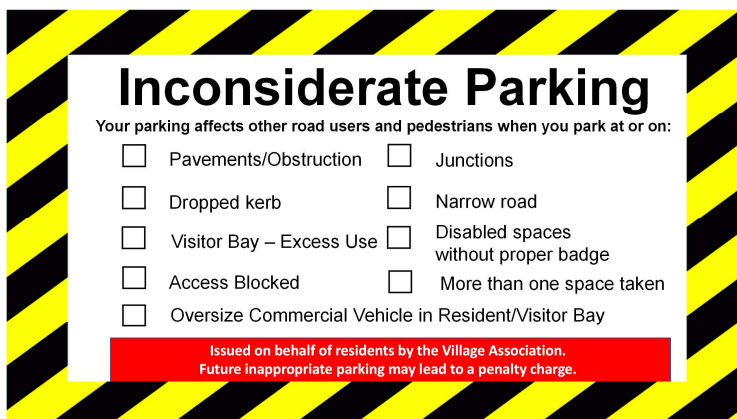 Inconsiderate Parking
Your parking affects other road users and pedestrians when you park at or on:
Pavements/Obstruction
Junctions
Dropped kerb
Narrow road
Visitor Bay – Excess Use
Disabled spaces
without proper badge
Access Blocked
More than one space taken
Oversize Commercial Vehicle in Resident/Visitor Bay
Issued on behalf of residents by the Village Association.
Future inappropriate parking may lead to a penalty charge.